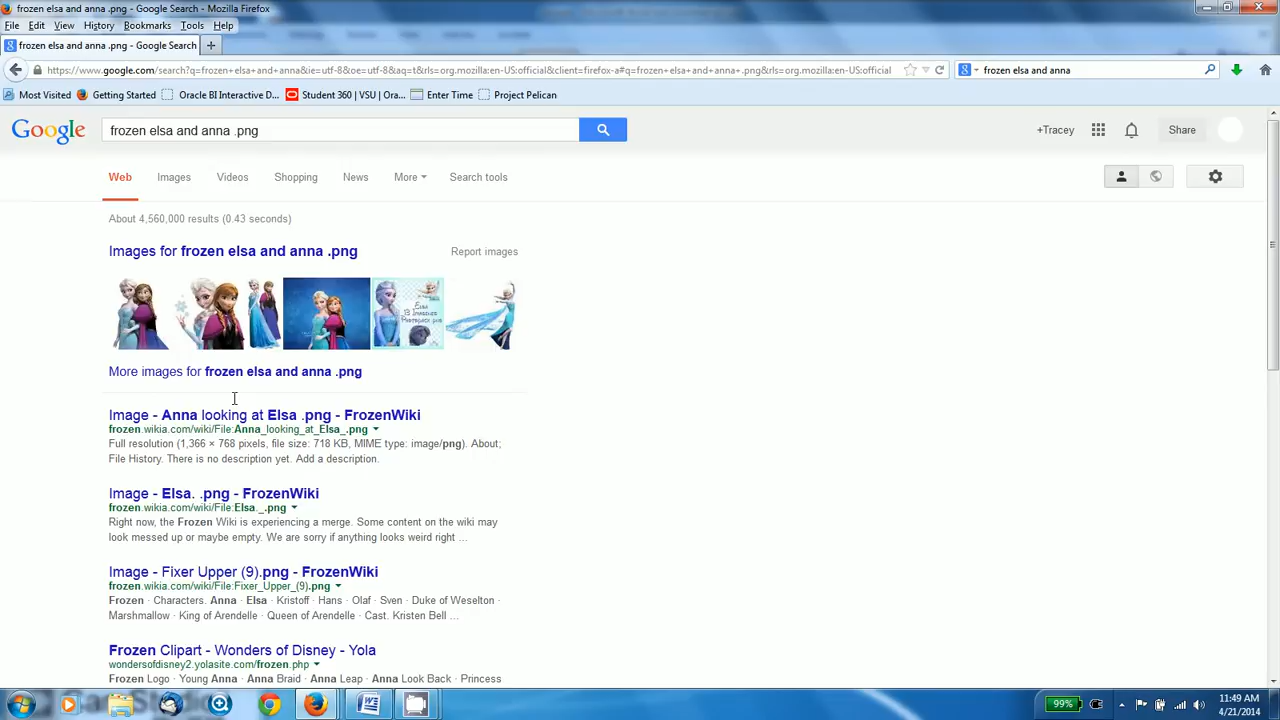 frozen elsa and anna .png - Google Search - Mozilla Firefox
File Edit View History Bookmarks Tools Help
frozen elsa and anna .png - Google Search +
https://www.google.com/search?q=frozen+elsa+and+anna&ie=utf-8&oe=utf-8&aq=t&rls=org.mozilla:en-US:official&client=firefox-a#q=frozen+elsa+and+anna+.png&rls=org.mozilla:en-US:official frozen elsa and anna
Most Visited Getting Started Oracle BI Interactive D... Student 360 | VSU | Ora... Enter Time Project Pelican
Google frozen elsa and anna .png +Tracey Share
Web Images Videos Shopping News More Search tools
About 4,560,000 results (0.43 seconds)
Images for frozen elsa and anna .png Report images
More images for frozen elsa and anna .png
Image - Anna looking at Elsa .png - FrozenWiki
frozen.wikia.com/wiki/File:Anna_looking_at_Elsa_.png
Full resolution (1,366 × 768 pixels, file size: 718 KB, MIME type: image/png). About;
File History. There is no description yet. Add a description.
Image - Elsa. .png - FrozenWiki
frozen.wikia.com/wiki/File:Elsa._.png
Right now, the Frozen Wiki is experiencing a merge. Some content on the wiki may
look messed up or maybe empty. We are sorry if anything looks weird right ...
Image - Fixer Upper (9).png - FrozenWiki
frozen.wikia.com/wiki/File:Fixer_Upper_(9).png
Frozen · Characters. Anna · Elsa · Kristoff · Hans · Olaf · Sven · Duke of Weselton ·
Marshmallow · King of Arendelle · Queen of Arendelle · Cast. Kristen Bell ...
Frozen Clipart - Wonders of Disney - Yola
wondersofdisney2.yolasite.com/frozen.php
Frozen Logo · Young Anna · Anna Braid · Anna Leap · Anna Look Back · Princess
99% 11:49 AM
4/21/2014